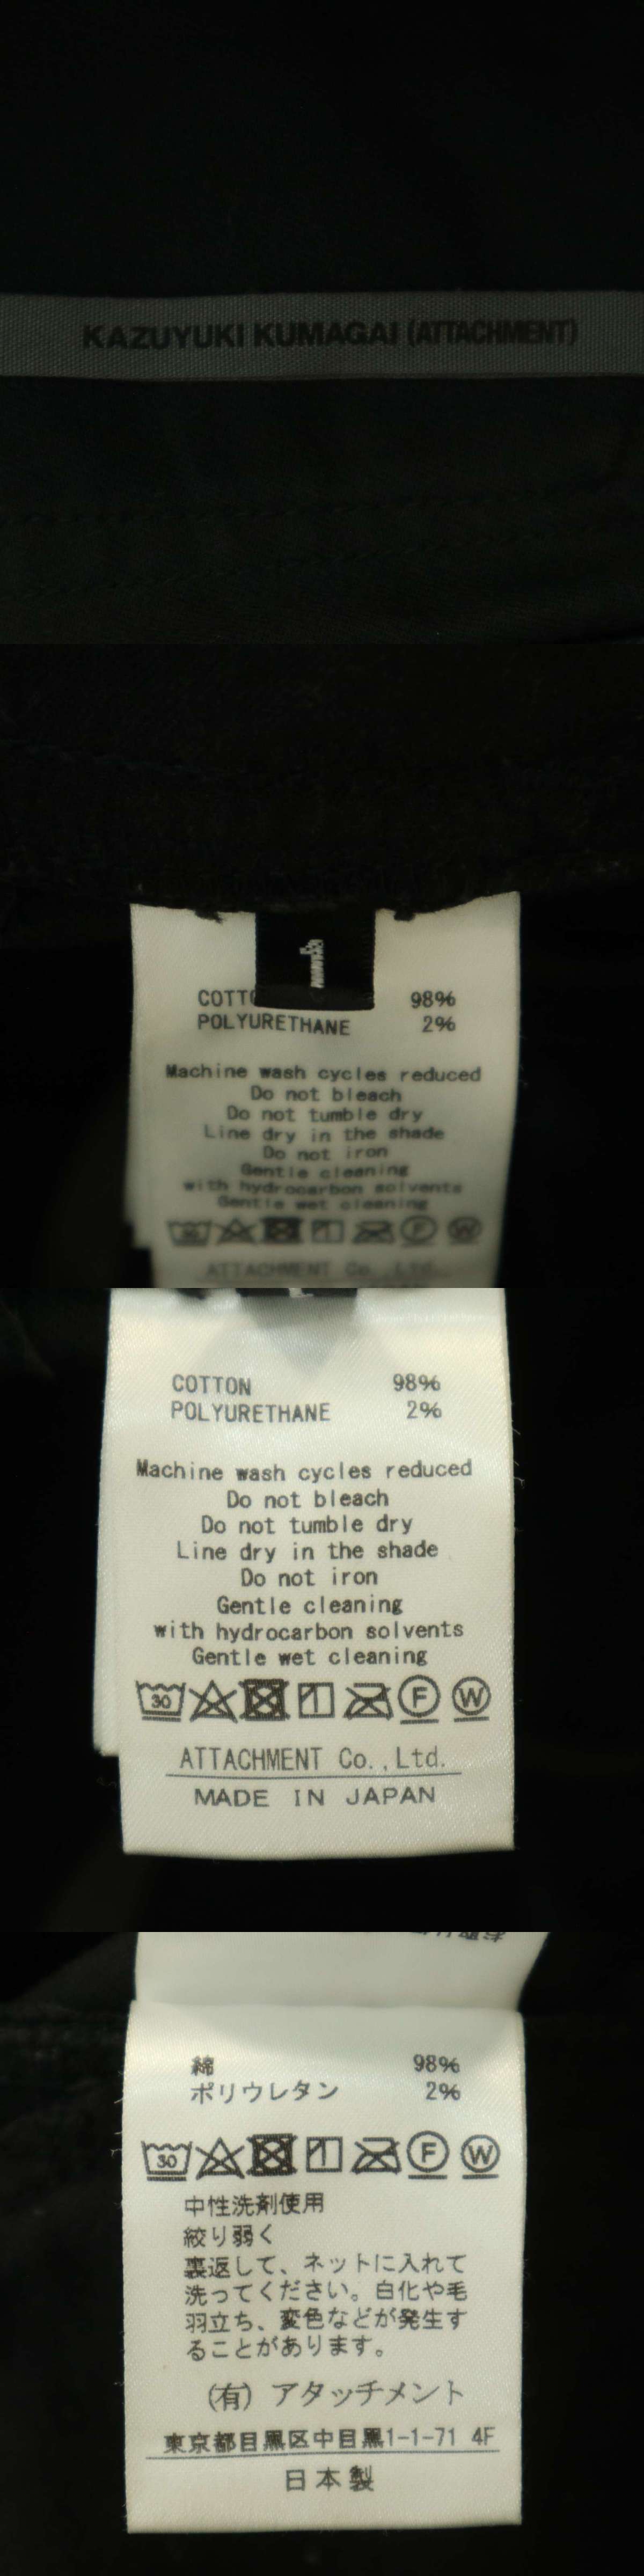 KAZUYUKI KUMAGAI (ATTACHMENT)
1
COTT 98%
POLYURETHANE 2%
Machine wash cycles reduced
Do not bleach
Do not tumble dry
Line dry in the shade
Do not iron
Gentle cleaning
with hydrocarbon solvents
Gentle wet cleaning
30 F W
ATTACHMENT Co.,Ltd.
COTTON 98%
POLYURETHANE 2%
Machine wash cycles reduced
Do not bleach
Do not tumble dry
Line dry in the shade
Do not iron
Gentle cleaning
with hydrocarbon solvents
Gentle wet cleaning
30 F W
ATTACHMENT Co.,Ltd.
MADE IN JAPAN
綿 98%
ポリウレタン 2%
30 F W
中性洗剤使用
絞り弱く
裏返して、ネットに入れて
洗ってください。白化や毛
羽立ち、変色などが発生す
ることがあります。
(有) アタッチメント
東京都目黒区中目黒1-1-71 4F
日本製